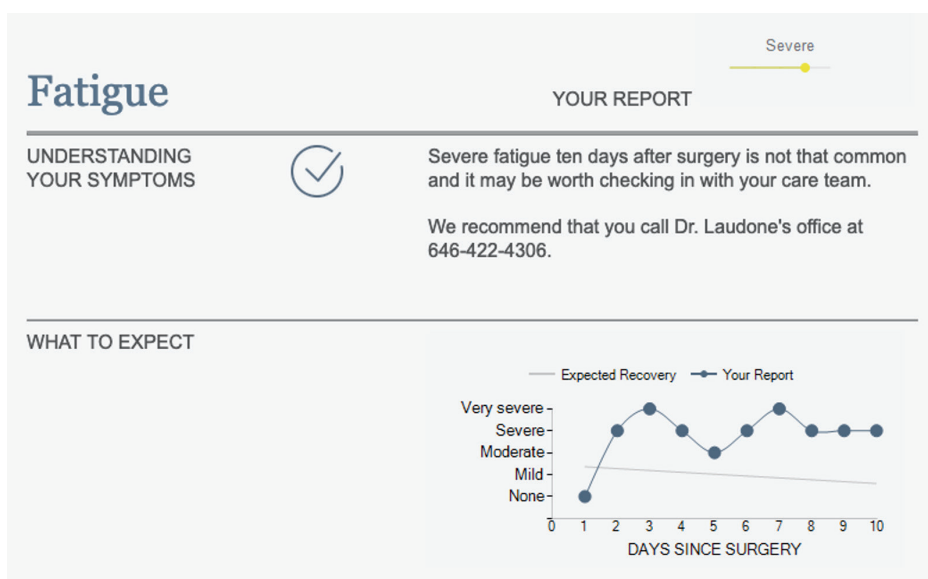 Severe
Fatigue
YOUR REPORT
UNDERSTANDING
YOUR SYMPTOMS
Severe fatigue ten days after surgery is not that common
and it may be worth checking in with your care team.
We recommend that you call Dr. Laudone's office at
646-422-4306.
WHAT TO EXPECT
Expected Recovery Your Report
Very severe
Severe
Moderate
Mild
None
0 1 2 3 4 5 6 7 8 9 10
DAYS SINCE SURGERY